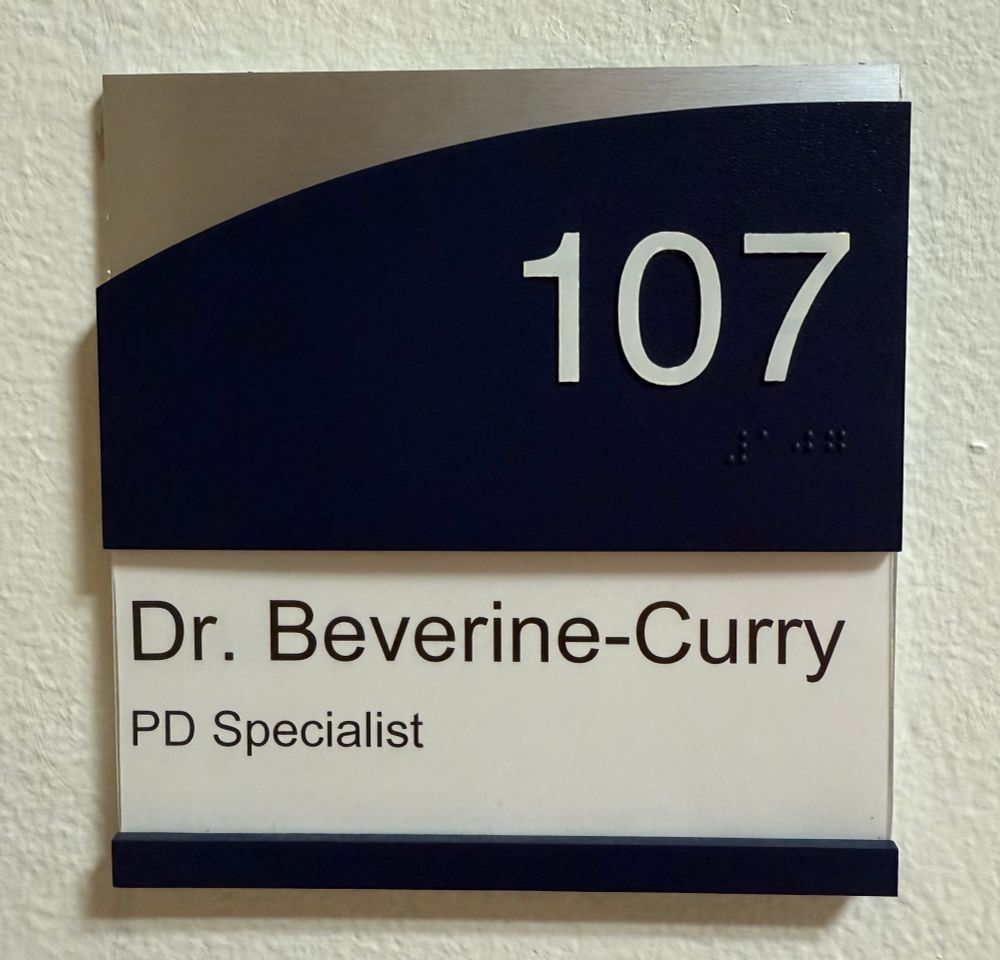 107
⠼⠁⠚⠛
Dr. Beverine-Curry
PD Specialist